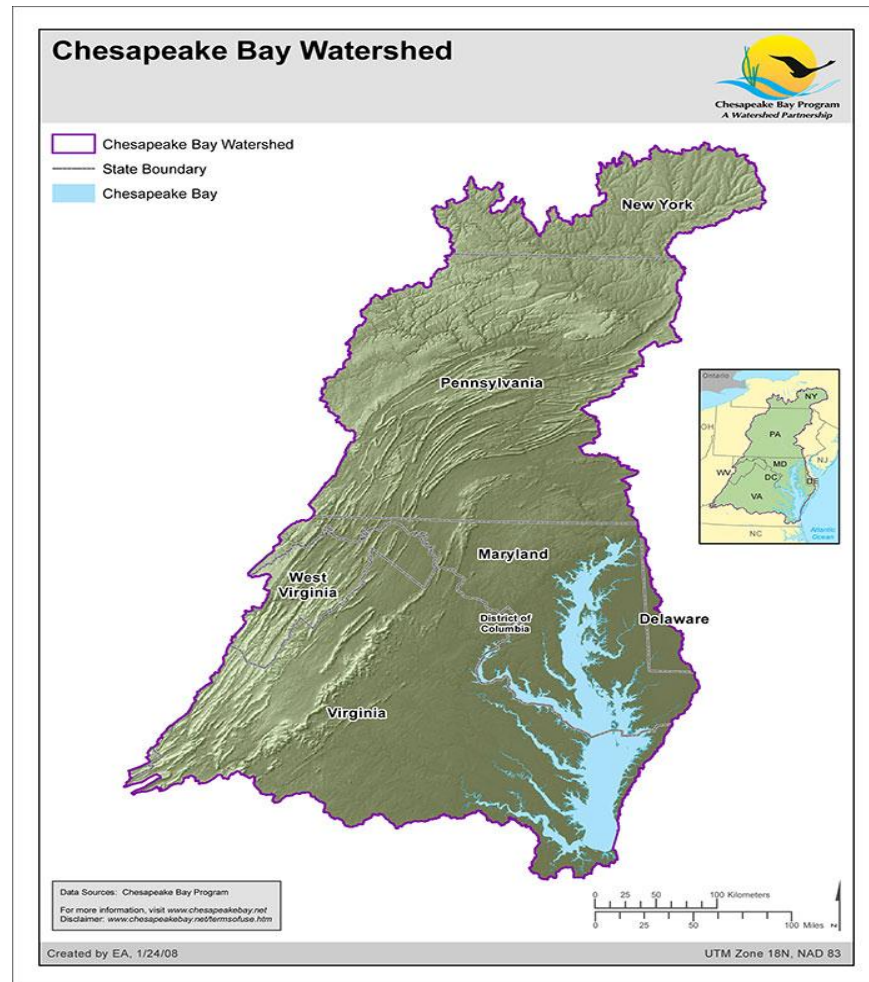 Chesapeake Bay Watershed
Chesapeake Bay Program
A Watershed Partnership
Chesapeake Bay Watershed
State Boundary
Chesapeake Bay
New York
Pennsylvania
Ontario
NY
OH
PA
NJ
MD
WV
DC
DE
VA
NC
Atlantic
Ocean
Maryland
West
Virginia
District of
Columbia
Delaware
Virginia
Data Sources: Chesapeake Bay Program
For more information, visit www.chesapeakebay.net
Disclaimer: www.chesapeakebay.net/termsofuse.htm
0 25 50 100 Kilometers
0 25 50 100 Miles
N
Created by EA, 1/24/08
UTM Zone 18N, NAD 83